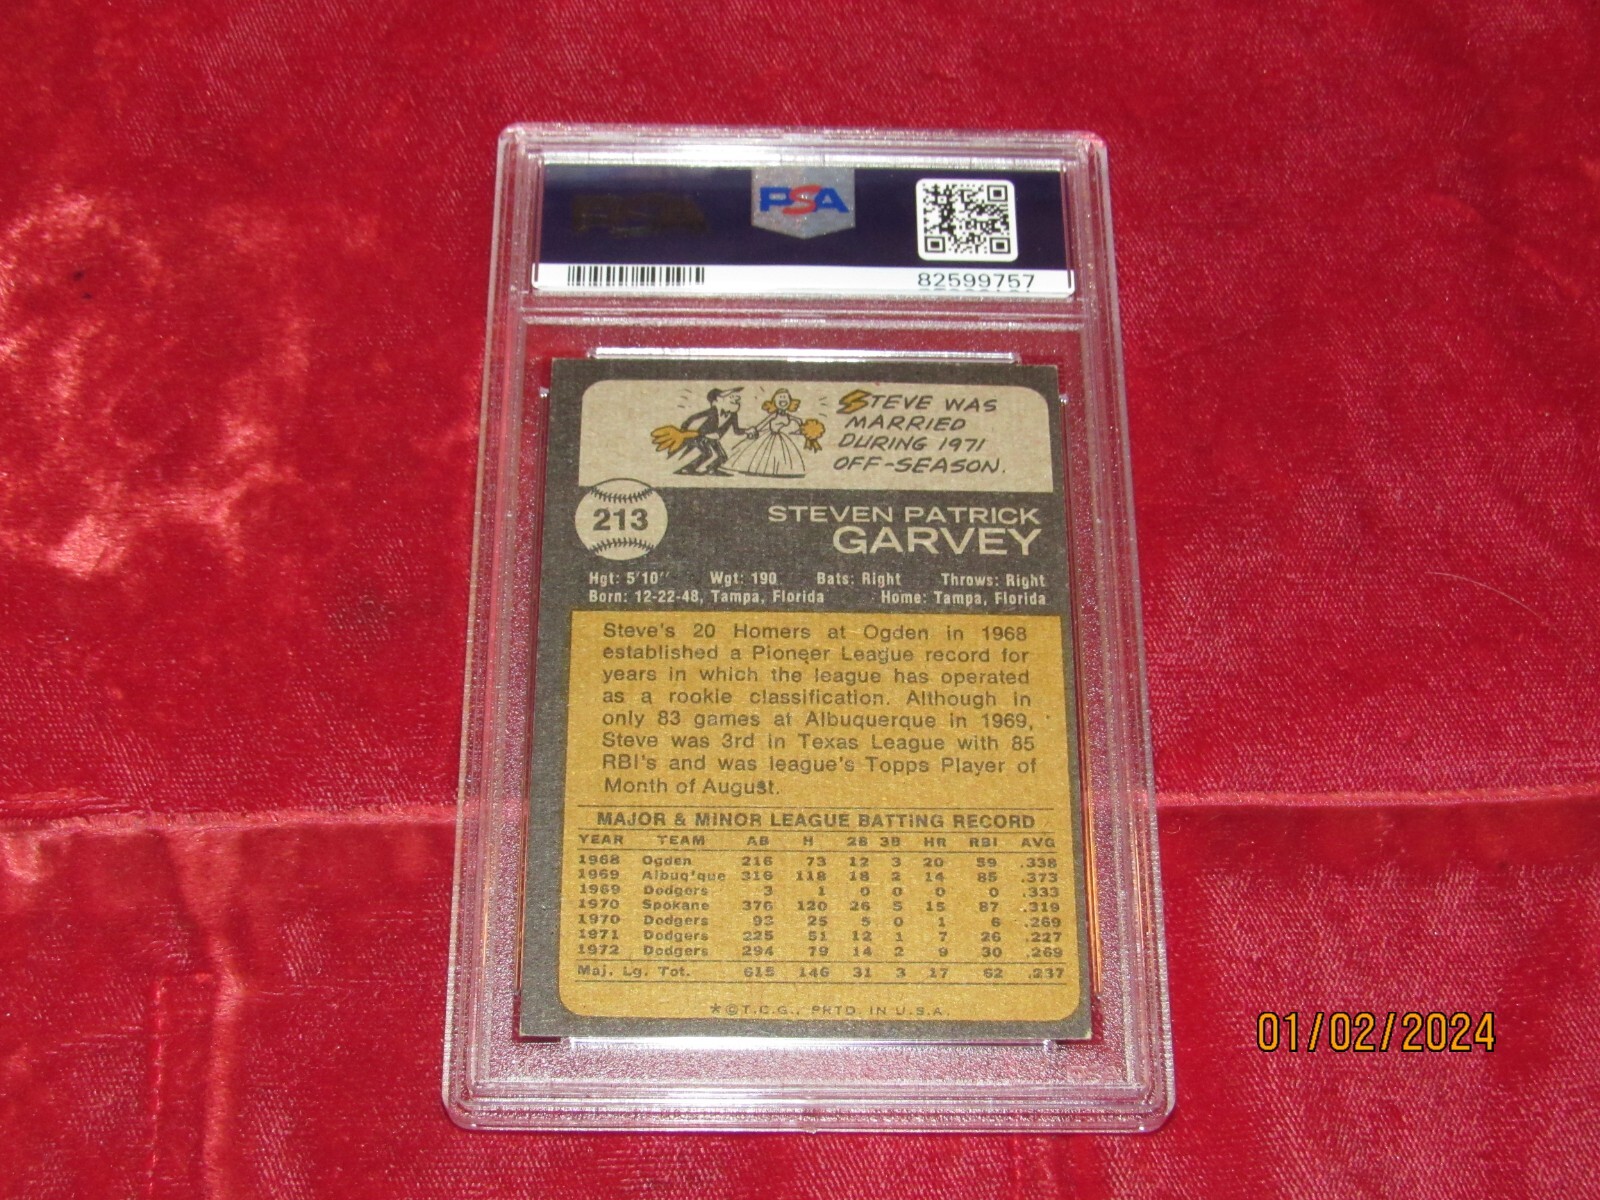 PSA
82599757
STEVE WAS
MARRIED
DURING 1971
OFF-SEASON.
213
STEVEN PATRICK
GARVEY
Hgt: 5'10" Wgt: 190 Bats: Right Throws: Right
Born: 12-22-48, Tampa, Florida Home: Tampa, Florida
Steve's 20 Homers at Ogden in 1968
established a Pioneer League record for
years in which the league has operated
as a rookie classification. Although in
only 83 games at Albuquerque in 1969,
Steve was 3rd in Texas League with 85
RBI's and was league's Topps Player of
Month of August.
MAJOR & MINOR LEAGUE BATTING RECORD
YEAR TEAM AB H 2B 3B HR RBI AVG
1968 Ogden 216 73 12 3 20 59 .338
1969 Albuq'que 316 118 18 2 14 85 .373
1969 Dodgers 3 1 0 0 0 0 .333
1970 Spokane 376 120 26 5 15 87 .319
1970 Dodgers 93 25 5 0 1 6 .269
1971 Dodgers 225 51 12 1 7 26 .227
1972 Dodgers 294 79 14 2 9 30 .269
Maj. Lg. Tot. 615 146 31 3 17 62 .237
*©T.C.G., PRTD. IN U.S.A.
01/02/2024